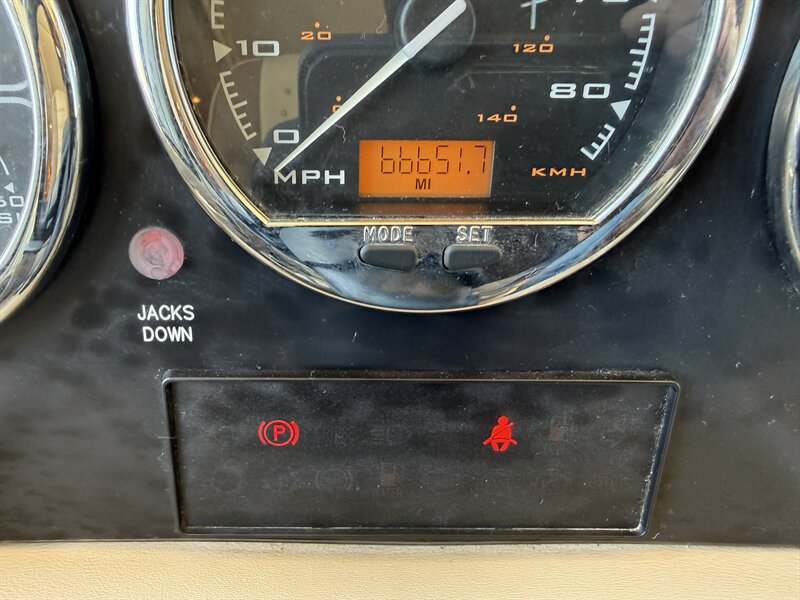 10
20
120
80
0
140
66651.7
MPH
MI
KMH
MODE SET
JACKS
DOWN
P